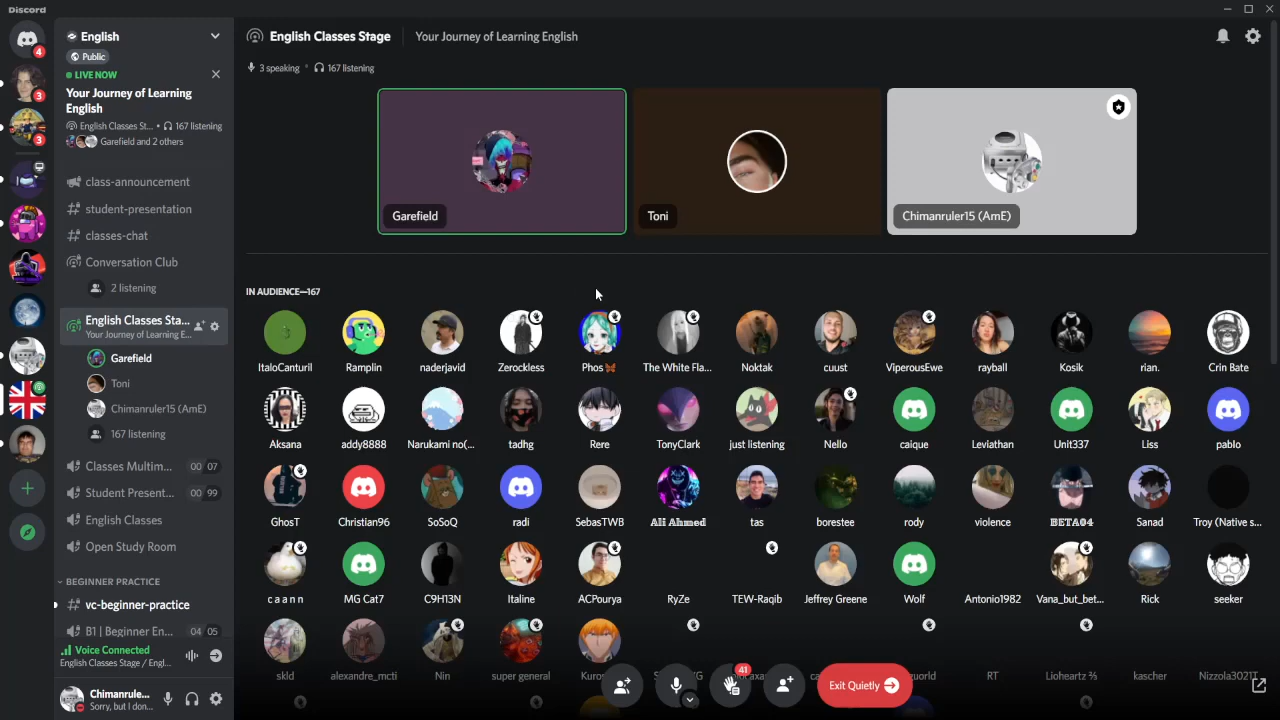 Discord
4
3
3
English
Public
LIVE NOW
Your Journey of Learning
English
English Classes St... • 167 listening
Garefield and 2 others
class-announcement
student-presentation
classes-chat
Conversation Club
2 listening
English Classes Sta...
Your Journey of Learning E...
Garefield
Toni
Chimanruler15 (AmE)
167 listening
Classes Multim... 00 07
Student Present... 00 99
English Classes
Open Study Room
BEGINNER PRACTICE
vc-beginner-practice
B1 | Beginner En... 04 05
Voice Connected
English Classes Stage / Engl...
Chimanrule...
Sorry, but I don...
English Classes Stage
Your Journey of Learning English
3 speaking • 167 listening
Garefield
Toni
Chimanruler15 (AmE)
IN AUDIENCE—167
ItaloCanturil Ramplin naderjavid Zerockless Phos The White Fla... Noktak cuust ViperousEwe rayball Kosik rian. Crin Bate
Aksana addy8888 Narukami no(... tadhg Rere TonyClark just listening Nello caique Leviathan Unit337 Liss pablo
GhosT Christian96 SoSoQ radi SebasTWB Ali Ahmed tas borestee rody violence BETA04 Sanad Troy (Native s...
c a a n n MG Cat7 C9H13N Italine ACPourya RyZe TEW-Raqib Jeffrey Greene Wolf Antonio1982 Vana_but_bet... Rick seeker
skld alexandre_mcti Nin super general RT Lioheartz ⅔ kascher Nizzola3021T
41
Exit Quietly